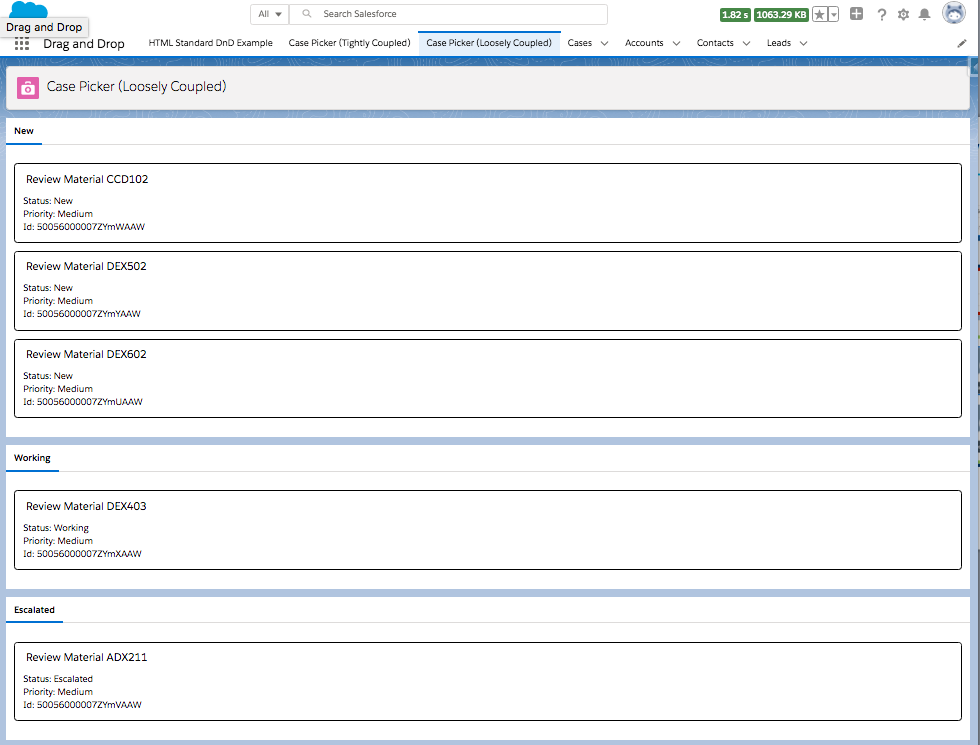 All
Search Salesforce
1.82 s
1063.29 KB
Drag and Drop
Drag and Drop
HTML Standard DnD Example
Case Picker (Tightly Coupled)
Case Picker (Loosely Coupled)
Cases
Accounts
Contacts
Leads
Case Picker (Loosely Coupled)
New
Review Material CCD102
Status: New
Priority: Medium
Id: 50056000007ZYmWAAW
Review Material DEX502
Status: New
Priority: Medium
Id: 50056000007ZYmYAAW
Review Material DEX602
Status: New
Priority: Medium
Id: 50056000007ZYmUAAW
Working
Review Material DEX403
Status: Working
Priority: Medium
Id: 50056000007ZYmXAAW
Escalated
Review Material ADX211
Status: Escalated
Priority: Medium
Id: 50056000007ZYmVAAW